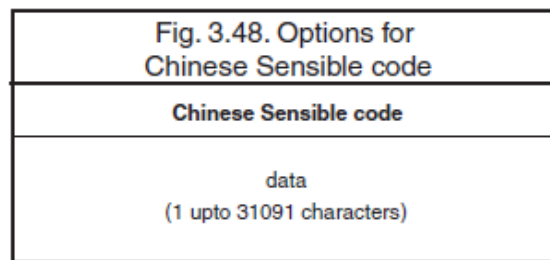 Fig. 3.48. Options for
Chinese Sensible code
Chinese Sensible code
data
(1 upto 31091 characters)